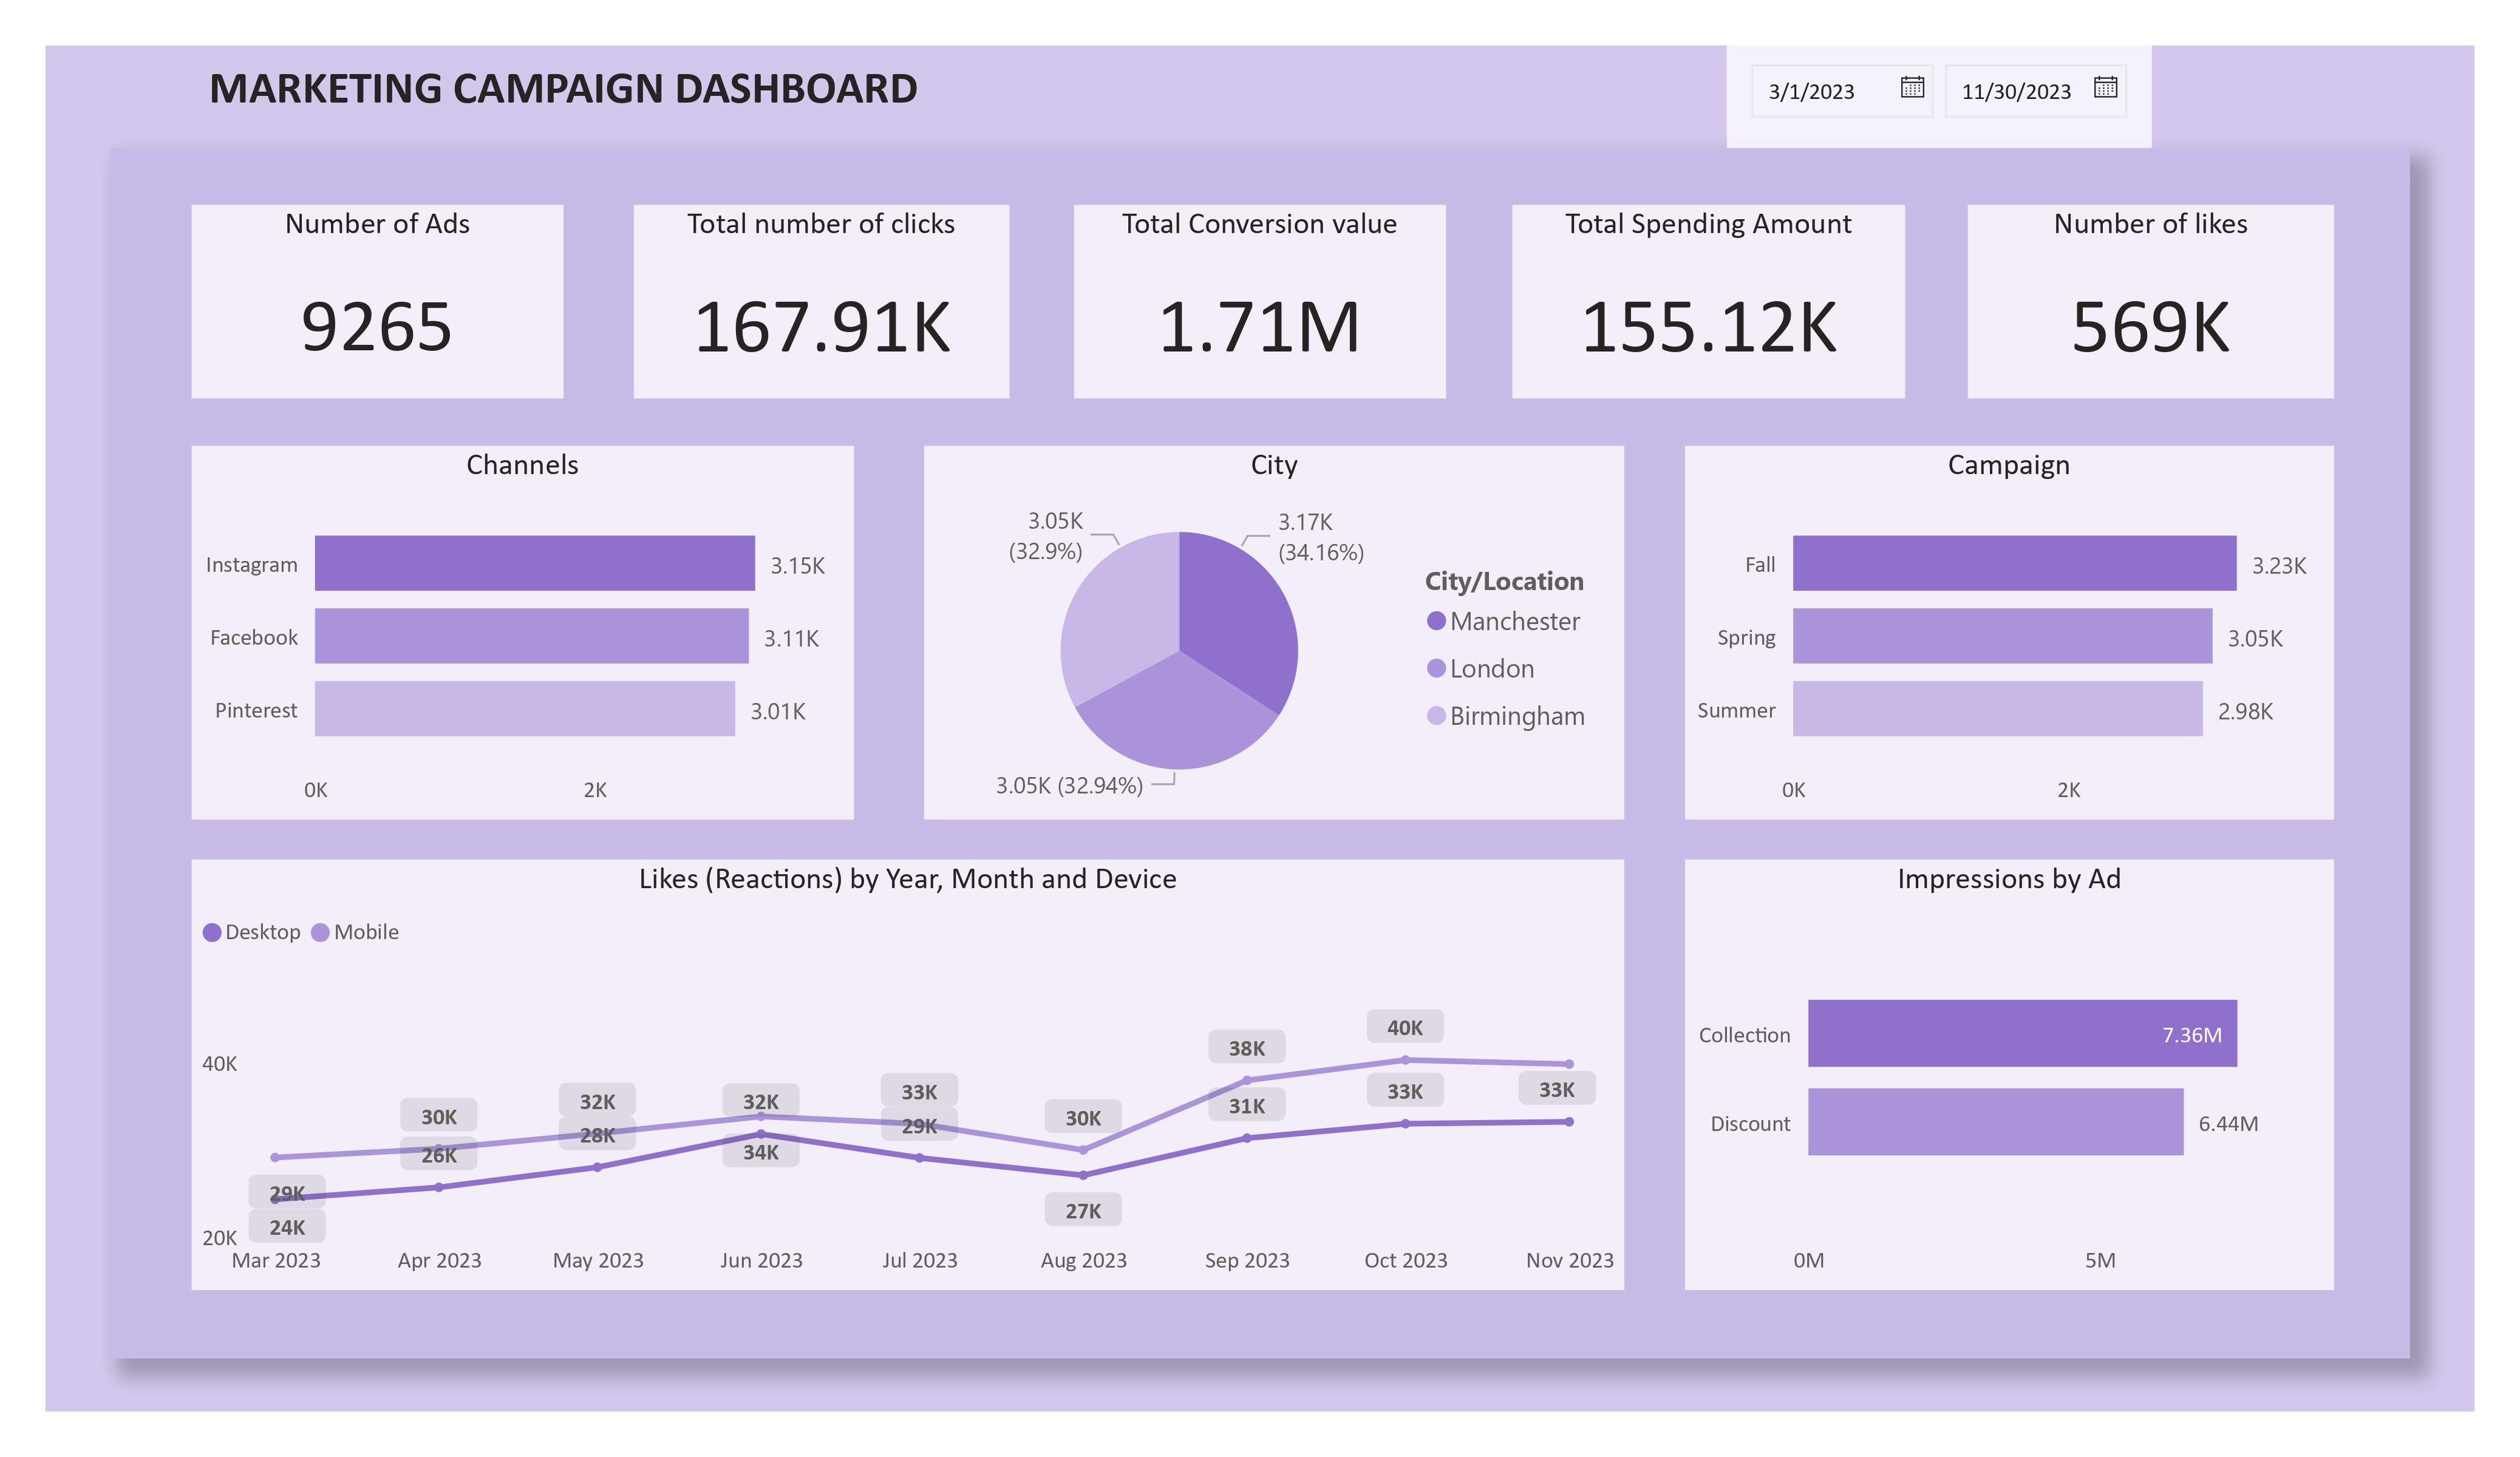 MARKETING CAMPAIGN DASHBOARD
3/1/2023
11/30/2023
Number of Ads
9265
Total number of clicks
167.91K
Total Conversion value
1.71M
Total Spending Amount
155.12K
Number of likes
569K
Channels
Instagram
3.15K
Facebook
3.11K
Pinterest
3.01K
0K
2K
City
3.05K
(32.9%)
3.17K
(34.16%)
3.05K (32.94%)
City/Location
Manchester
London
Birmingham
Campaign
Fall
3.23K
Spring
3.05K
Summer
2.98K
0K
2K
Likes (Reactions) by Year, Month and Device
Desktop
Mobile
40K
20K
29K
24K
30K
26K
32K
28K
32K
34K
33K
29K
30K
27K
38K
31K
40K
33K
33K
Mar 2023
Apr 2023
May 2023
Jun 2023
Jul 2023
Aug 2023
Sep 2023
Oct 2023
Nov 2023
Impressions by Ad
Collection
7.36M
Discount
6.44M
0M
5M